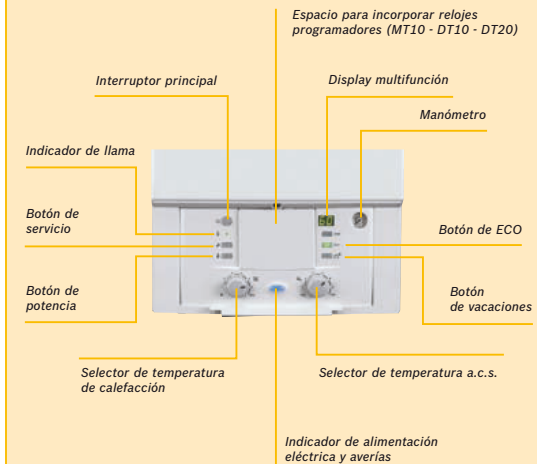 Espacio para incorporar relojes
programadores (MT10 - DT10 - DT20)
Interruptor principal
Display multifunción
Manómetro
Indicador de llama
60
Botón de
servicio
Botón de ECO
Botón de
potencia
Botón
de vacaciones
Selector de temperatura
de calefacción
Selector de temperatura a.c.s.
Indicador de alimentación
eléctrica y averías